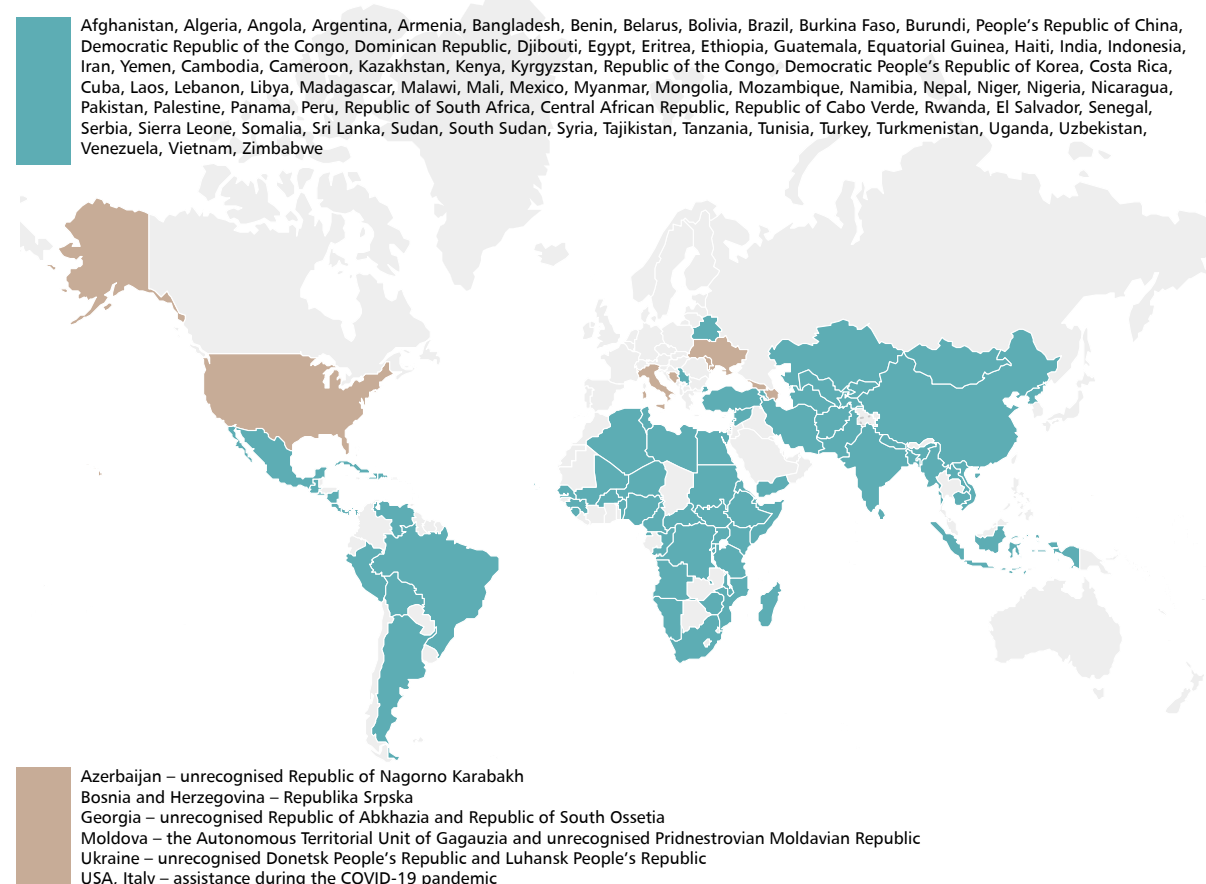 Afghanistan, Algeria, Angola, Argentina, Armenia, Bangladesh, Benin, Belarus, Bolivia, Brazil, Burkina Faso, Burundi, People's Republic of China,
Democratic Republic of the Congo, Dominican Republic, Djibouti, Egypt, Eritrea, Ethiopia, Guatemala, Equatorial Guinea, Haiti, India, Indonesia,
Iran, Yemen, Cambodia, Cameroon, Kazakhstan, Kenya, Kyrgyzstan, Republic of the Congo, Democratic People's Republic of Korea, Costa Rica,
Cuba, Laos, Lebanon, Libya, Madagascar, Malawi, Mali, Mexico, Myanmar, Mongolia, Mozambique, Namibia, Nepal, Niger, Nigeria, Nicaragua,
Pakistan, Palestine, Panama, Peru, Republic of South Africa, Central African Republic, Republic of Cabo Verde, Rwanda, El Salvador, Senegal,
Serbia, Sierra Leone, Somalia, Sri Lanka, Sudan, South Sudan, Syria, Tajikistan, Tanzania, Tunisia, Turkey, Turkmenistan, Uganda, Uzbekistan,
Venezuela, Vietnam, Zimbabwe
Azerbaijan – unrecognised Republic of Nagorno Karabakh
Bosnia and Herzegovina – Republika Srpska
Georgia – unrecognised Republic of Abkhazia and Republic of South Ossetia
Moldova – the Autonomous Territorial Unit of Gagauzia and unrecognised Pridnestrovian Moldavian Republic
Ukraine – unrecognised Donetsk People's Republic and Luhansk People's Republic
USA, Italy – assistance during the COVID-19 pandemic